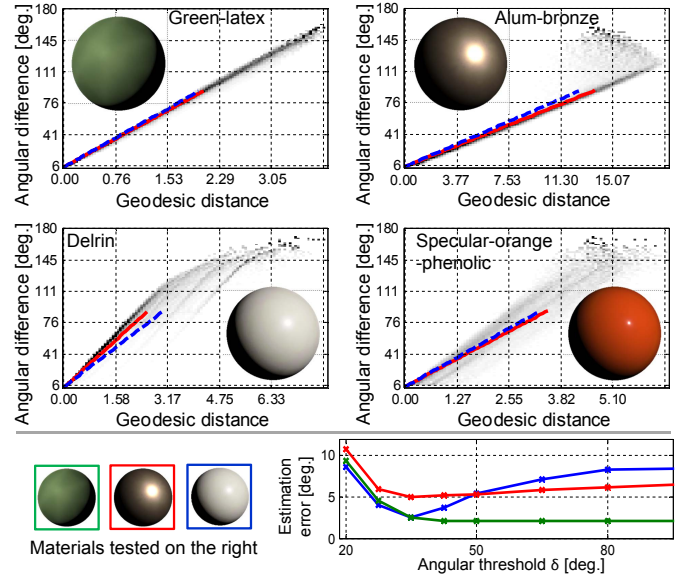 Green-latex
Angular difference [deg.]
180
146
111
76
41
6
0.00 0.76 1.53 2.29 3.05
Geodesic distance
Alum-bronze
Angular difference [deg.]
180
146
111
76
41
6
0.00 3.77 7.53 11.30 15.07
Geodesic distance
Delrin
Angular difference [deg.]
180
146
111
76
41
6
0.00 1.58 3.17 4.75 6.33
Geodesic distance
Specular-orange
-phenolic
Angular difference [deg.]
180
146
111
76
41
6
0.00 1.27 2.55 3.82 5.10
Geodesic distance
Materials tested on the right
Estimation
error [deg.]
10
5
0
20 50 80
Angular threshold δ [deg.]